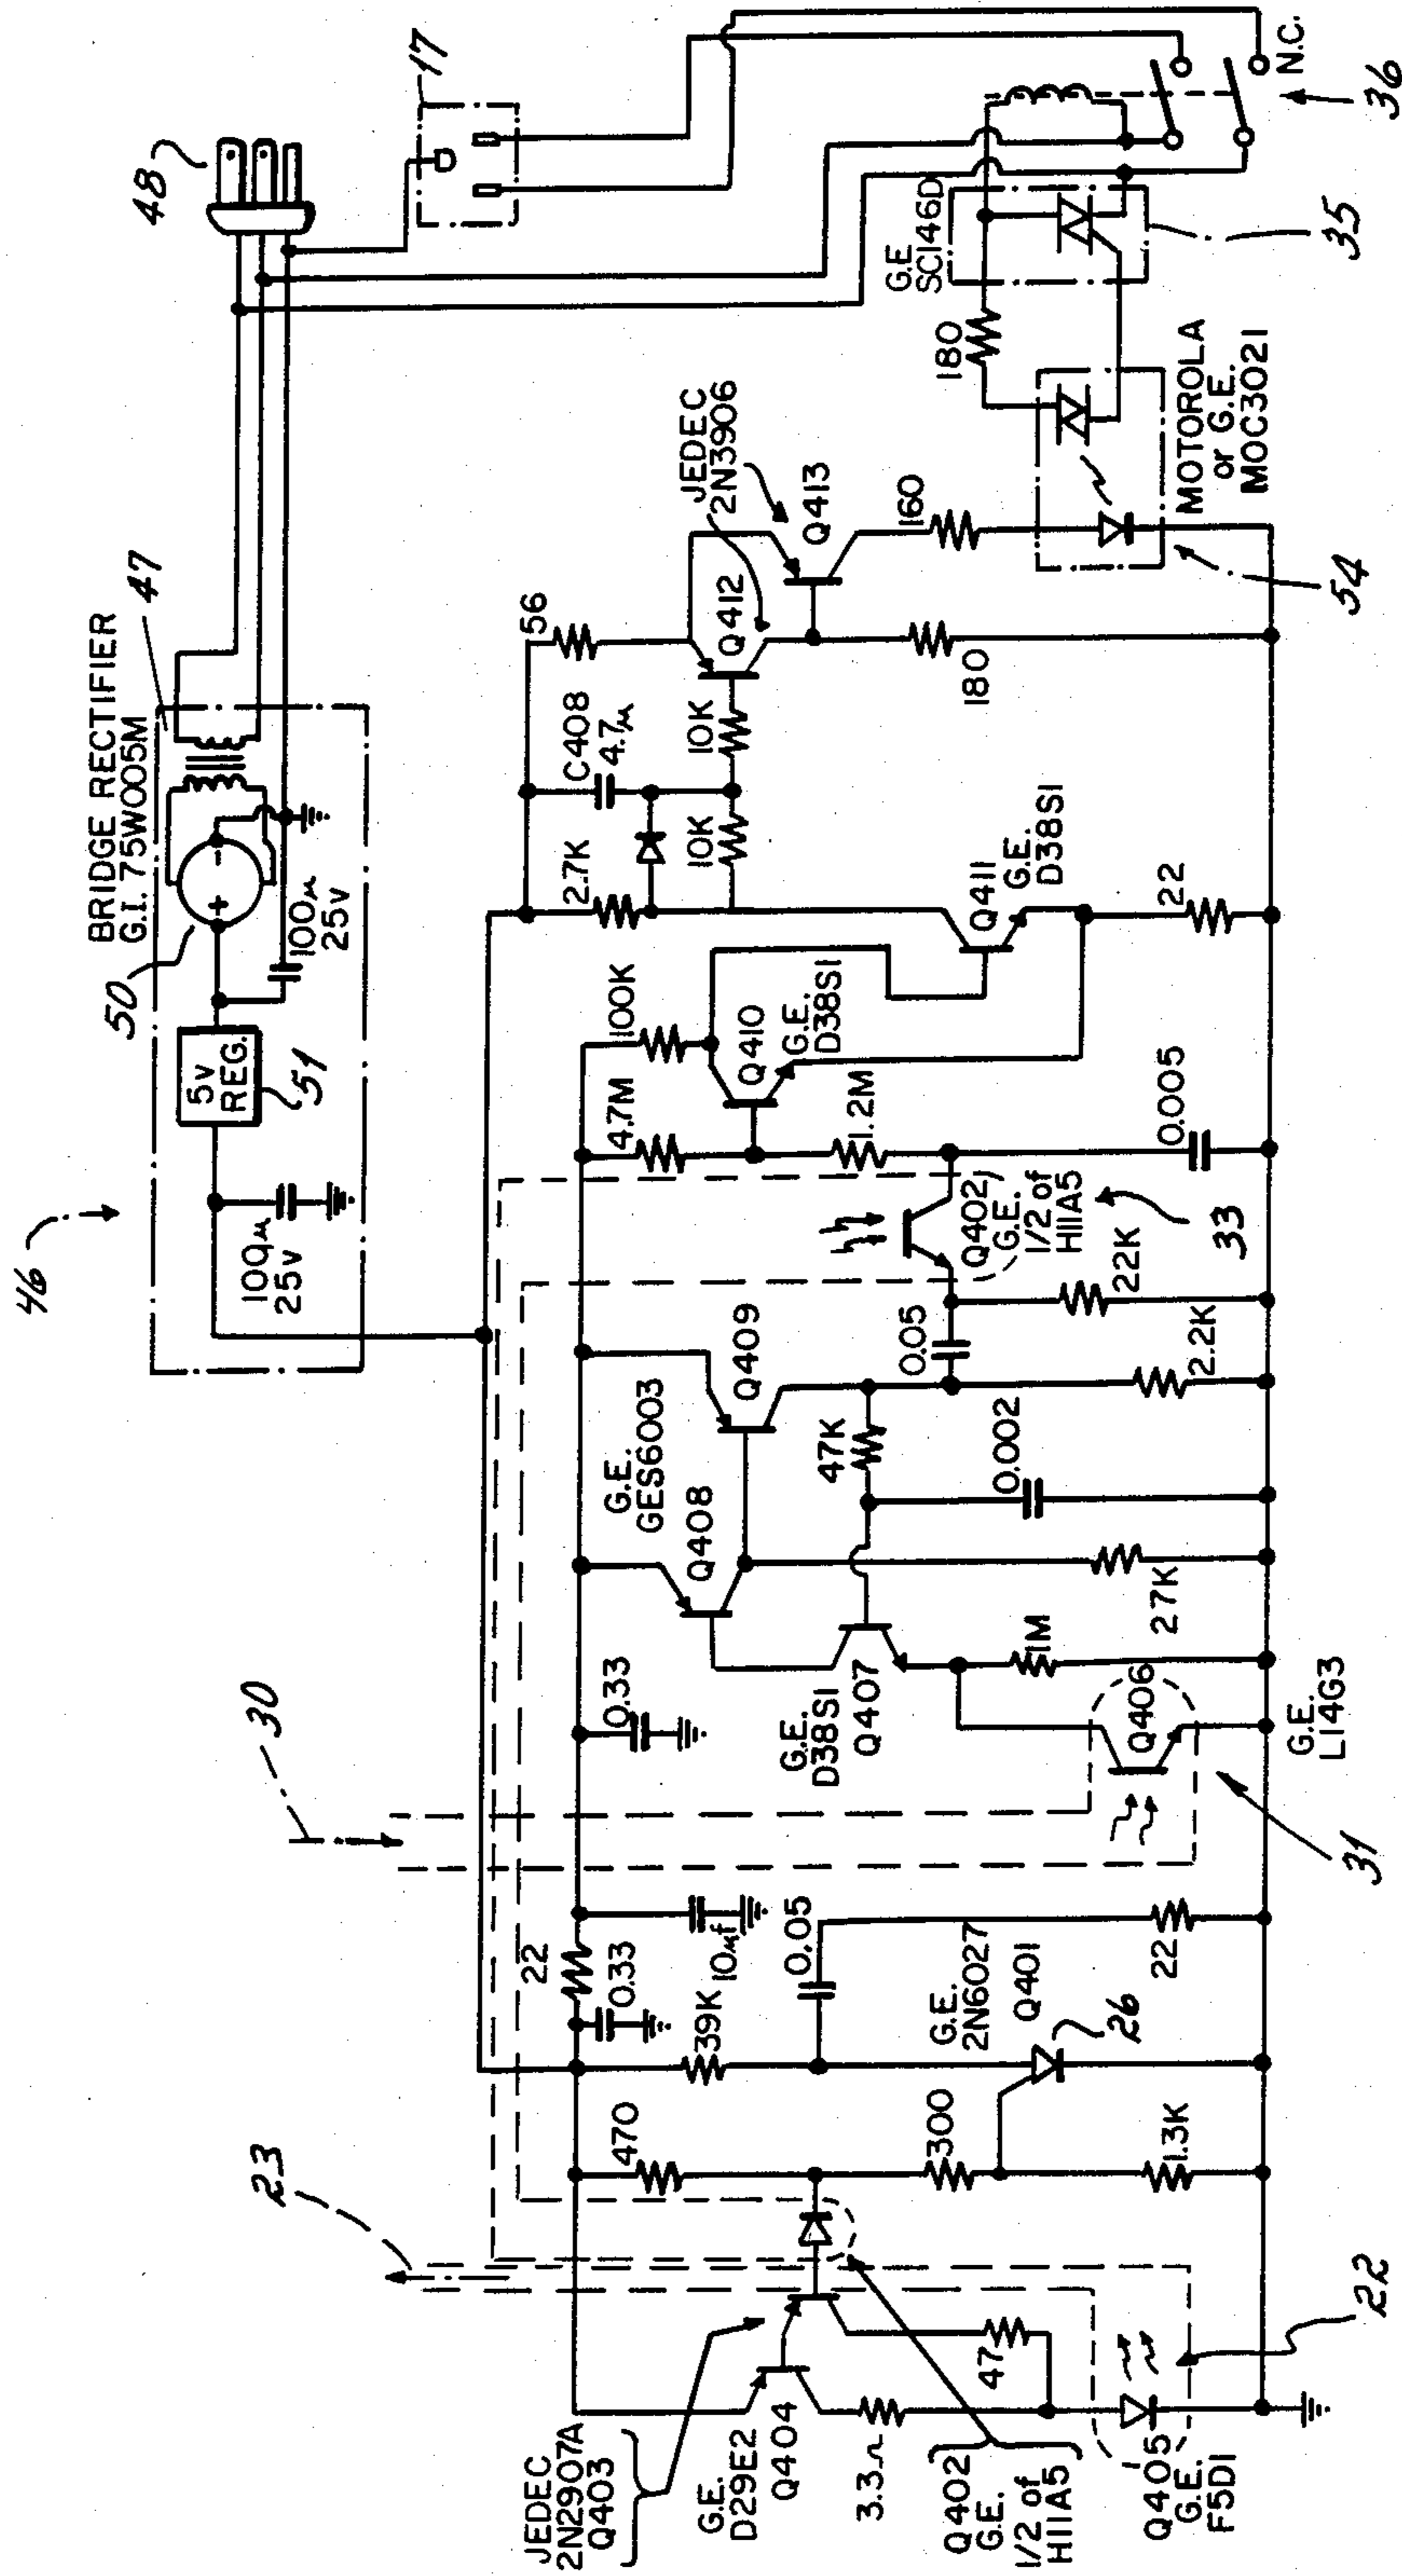 46
BRIDGE RECTIFIER
G.I. 75W005M
47
48
50
+
-
5v
REG.
51
100μ
25v
100μ
25v
17
N.C.
36
G.E.
SC146D
35
180
MOTOROLA
or G.E.
MOC3021
54
JEDEC
2N3906
Q413
Q412
160
56
180
C408
4.7μ
10K
10K
2.7K
Q411
G.E.
D38S1
22
100K
Q410
G.E.
D38S1
4.7M
1.2M
0.005
Q402
G.E.
1/2 of
H11A5
33
22K
0.05
2.2K
Q409
G.E.
GES6003
Q408
47K
0.002
27K
0.33
G.E.
D38S1
Q407
1M
Q406
G.E.
L14G3
31
30
10μf
22
0.33
0.05
22
39K
G.E.
2N6027
Q401
26
470
300
1.3K
23
JEDEC
2N2907A
Q403
G.E.
D29E2
Q404
47
3.3Ω
Q402
G.E.
1/2 of
H11A5
Q405
G.E.
F5D1
22